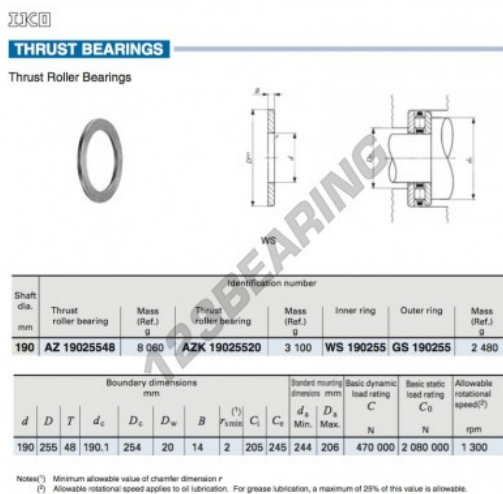 IKO
THRUST BEARINGS
Thrust Roller Bearings
B
r
D
d
Da
da
WS
123BEARING
Identification number
Shaft dia. mm
Thrust roller bearing
Mass (Ref.) g
Thrust roller bearing
Mass (Ref.) g
Inner ring
Outer ring
Mass (Ref.) g
190 AZ 19025548 8 060 AZK 19025520 3 100 WS 190255 GS 190255 2 480
Boundary dimensions mm
Standard mounting dimensions mm
Basic dynamic load rating C N
Basic static load rating C0 N
Allowable rotational speed(2) rpm
d D T dc Dc Dw B rs min(1) Ci Ce da Min. Da Max.
190 255 48 190.1 254 20 14 2 205 245 244 206 470 000 2 080 000 1 300
Notes(1) Minimum allowable value of chamfer dimension r
(2) Allowable rotational speed applies to oil lubrication. For grease lubrication, a maximum of 25% of this value is allowable.